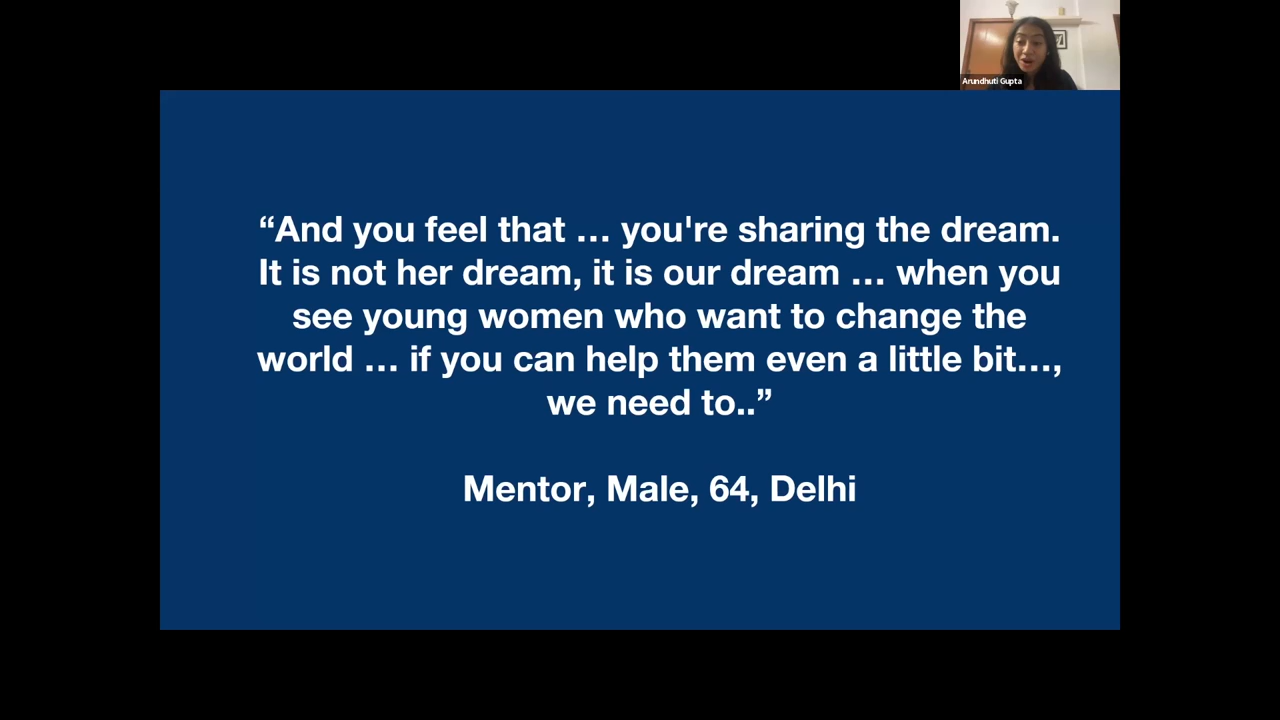 Arundhuti Gupta
“And you feel that … you're sharing the dream.
It is not her dream, it is our dream … when you
see young women who want to change the
world … if you can help them even a little bit…,
we need to..”
Mentor, Male, 64, Delhi